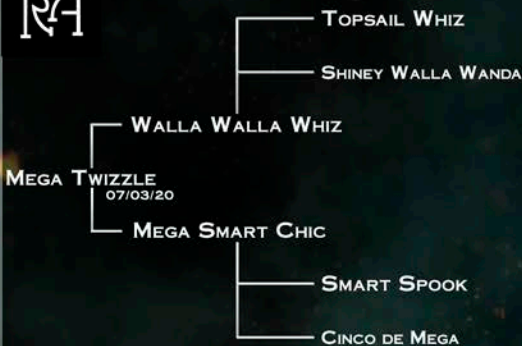 RA
TOPSAIL WHIZ
SHINEY WALLA WANDA
WALLA WALLA WHIZ
MEGA TWIZZLE
07/03/20
MEGA SMART CHIC
SMART SPOOK
CINCO DE MEGA